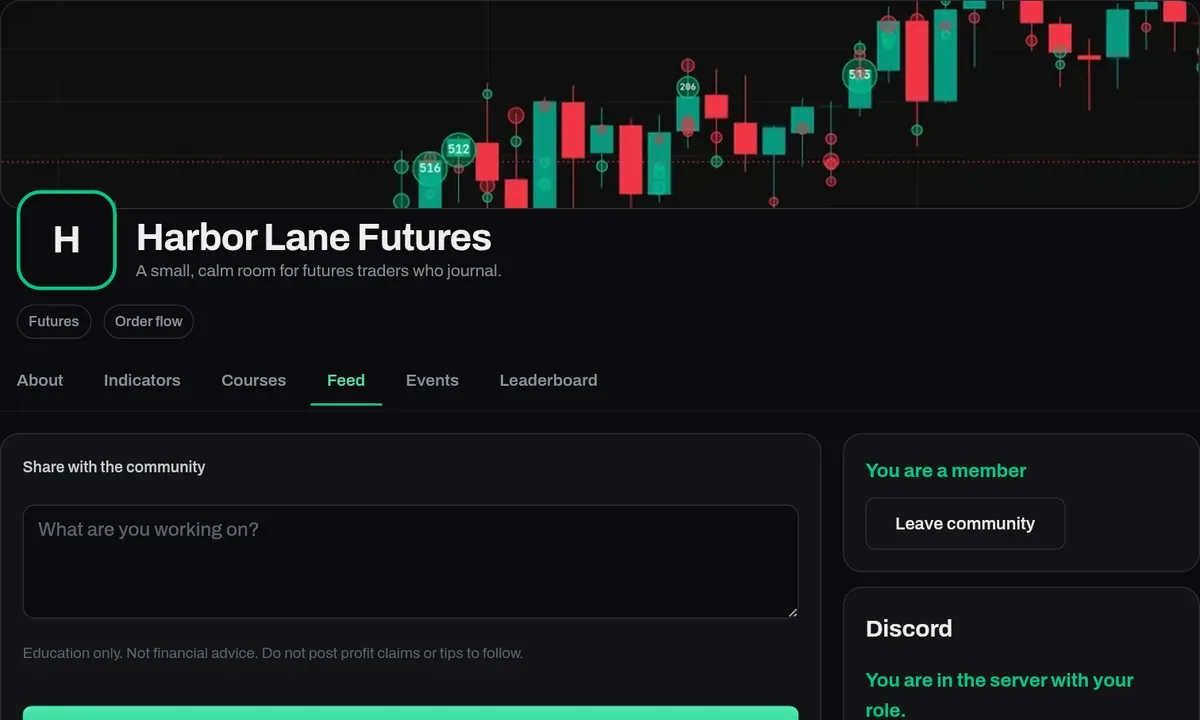 516
512
206
515
H
Harbor Lane Futures
A small, calm room for futures traders who journal.
Futures
Order flow
About
Indicators
Courses
Feed
Events
Leaderboard
Share with the community
What are you working on?
Education only. Not financial advice. Do not post profit claims or tips to follow.
You are a member
Leave community
Discord
You are in the server with your
role.